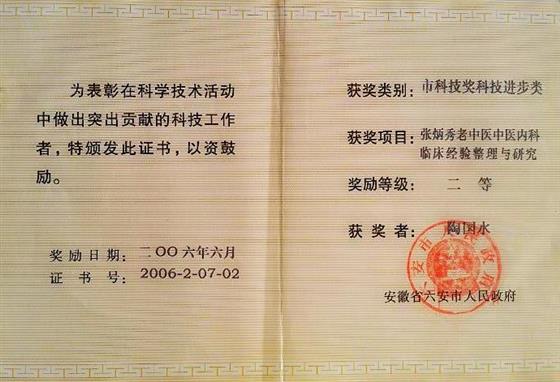 为表彰在科学技术活动
中做出突出贡献的科技工作
者，特颁发此证书，以资鼓
励。
奖励日期：二〇〇六年六月
证书号：2006-2-07-02
获奖类别：市科技奖科技进步类
获奖项目：张炳秀老中医中医内科
临床经验整理与研究
奖励等级：二等
获奖者：陶国水
安徽省六安市人民政府